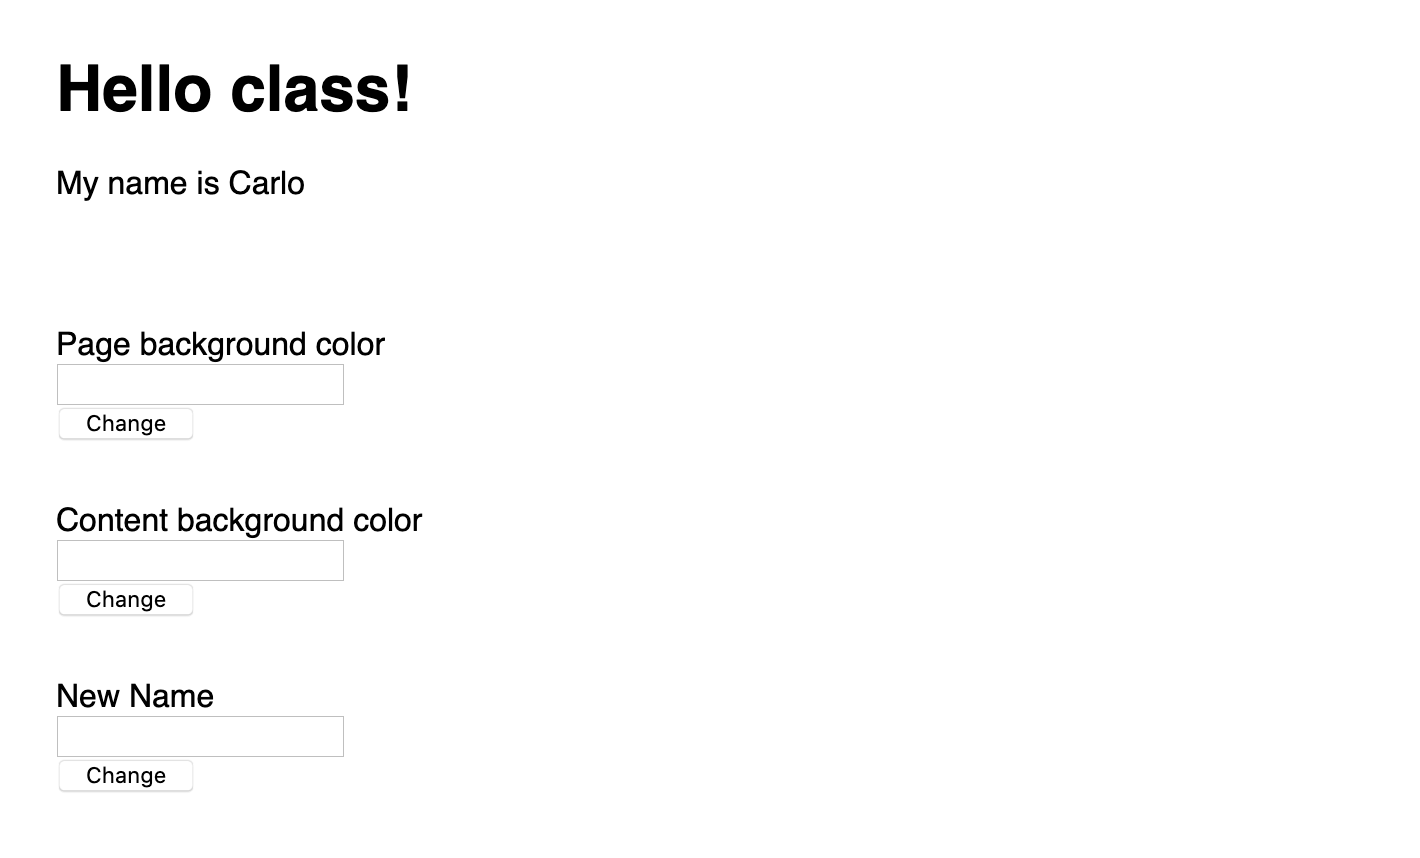 Hello class!
My name is Carlo
Page background color
Change
Content background color
Change
New Name
Change